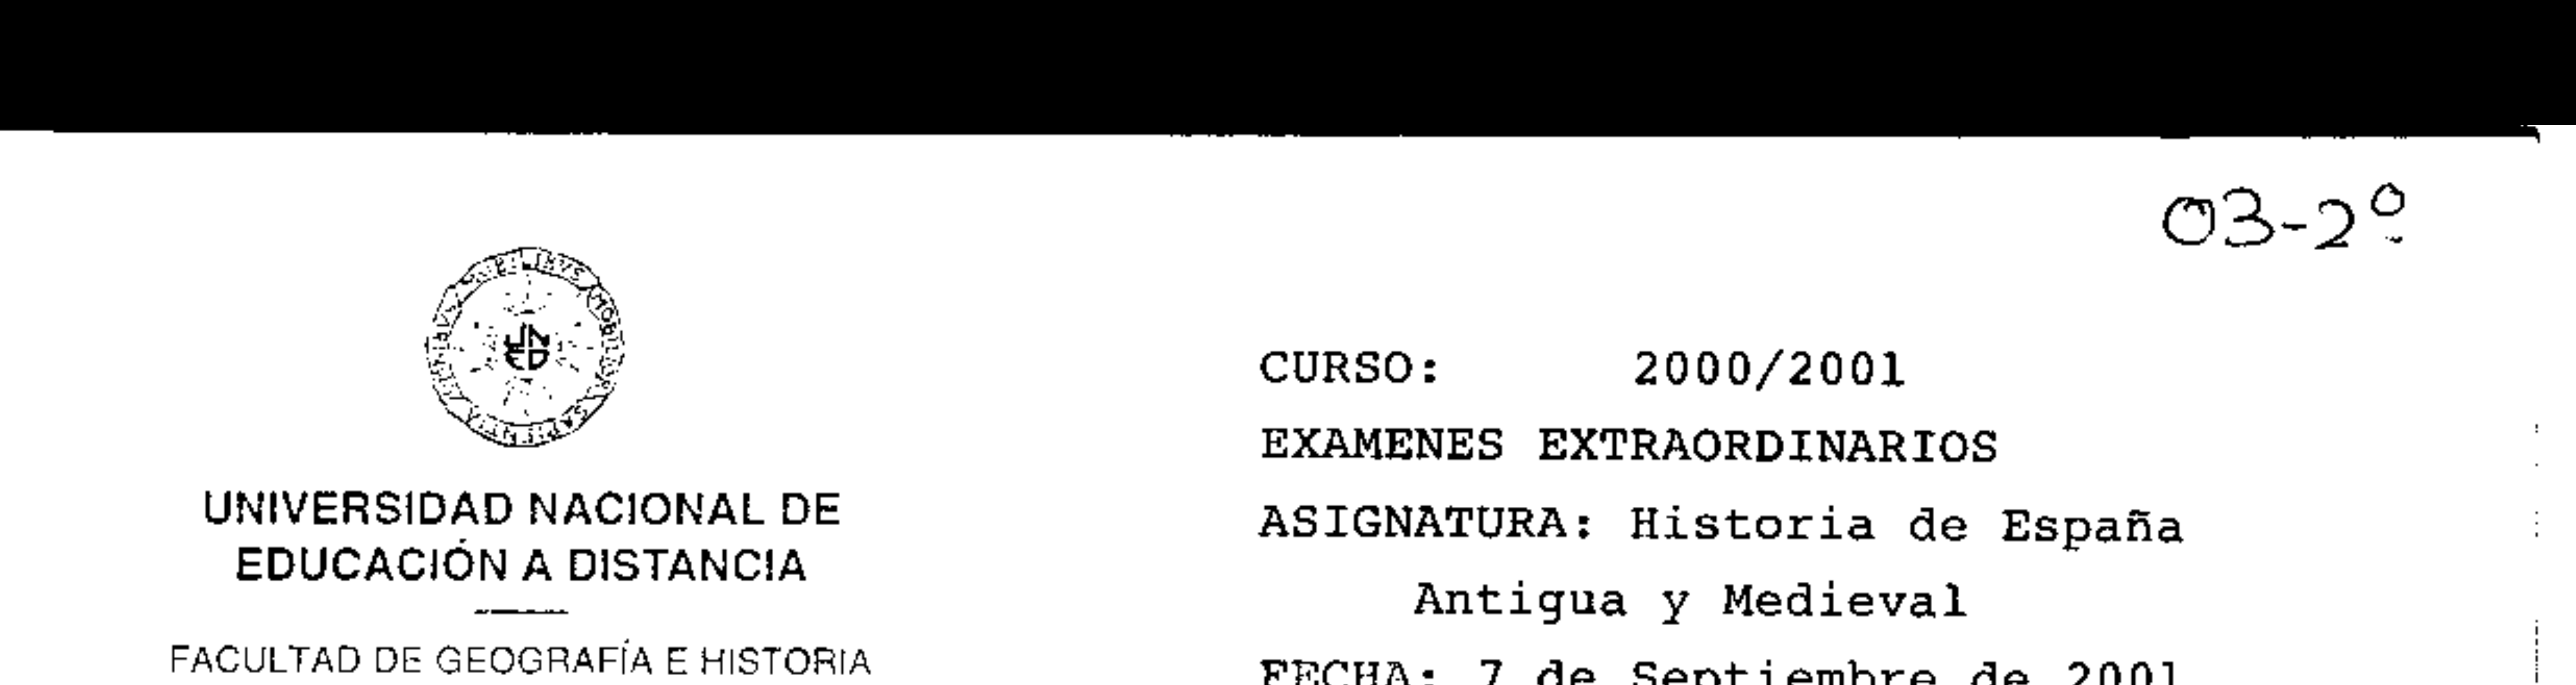 03-2º
UNIVERSIDAD NACIONAL DE
EDUCACIÓN A DISTANCIA
FACULTAD DE GEOGRAFÍA E HISTORIA
CURSO: 2000/2001
EXAMENES EXTRAORDINARIOS
ASIGNATURA: Historia de España
Antigua y Medieval
FECHA: 7 de Septiembre de 2001